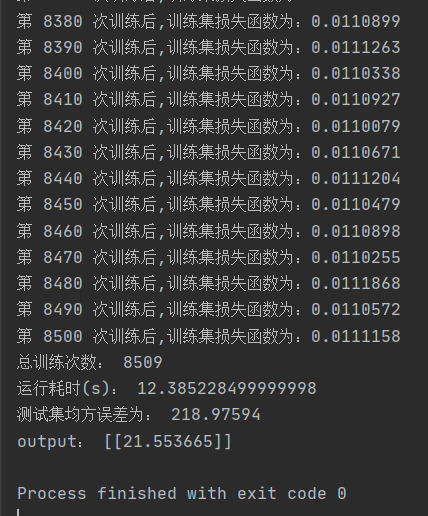 第 8380 次训练后,训练集损失函数为：0.0110899
第 8390 次训练后,训练集损失函数为：0.0111263
第 8400 次训练后,训练集损失函数为：0.0110338
第 8410 次训练后,训练集损失函数为：0.0110927
第 8420 次训练后,训练集损失函数为：0.0110079
第 8430 次训练后,训练集损失函数为：0.0110671
第 8440 次训练后,训练集损失函数为：0.0111204
第 8450 次训练后,训练集损失函数为：0.0110479
第 8460 次训练后,训练集损失函数为：0.0110898
第 8470 次训练后,训练集损失函数为：0.0110255
第 8480 次训练后,训练集损失函数为：0.0111868
第 8490 次训练后,训练集损失函数为：0.0110572
第 8500 次训练后,训练集损失函数为：0.0111158
总训练次数： 8509
运行耗时(s)： 12.385228499999998
测试集均方误差为： 218.97594
output： [[21.553665]]
Process finished with exit code 0